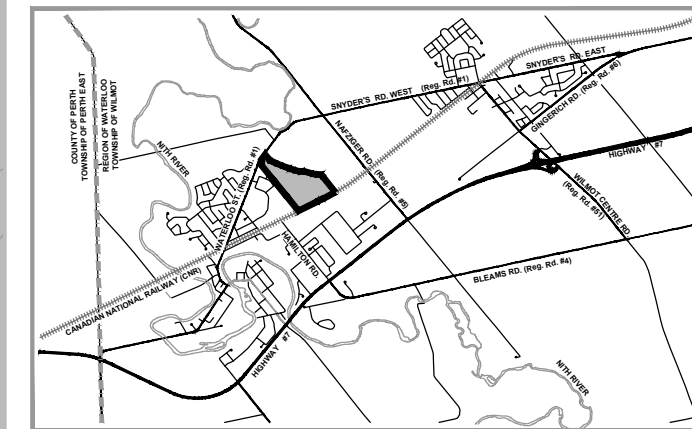 COUNTY OF PERTH
TOWNSHIP OF PERTH EAST
REGION OF WATERLOO
TOWNSHIP OF WILMOT
NITH RIVER
WATERLOO ST. (Reg. Rd. #1)
SNYDER'S RD. WEST (Reg. Rd. #1)
SNYDER'S RD. EAST
GINGERICH RD. (Reg. Rd. #6)
NAFZIGER RD. (Reg. Rd. #5)
HIGHWAY #7
WILMOT CENTRE RD
(Reg. Rd. #51)
HAMILTON RD.
BLEAMS RD. (Reg. Rd. #4)
CANADIAN NATIONAL RAILWAY (CNR)
HIGHWAY #7
NITH RIVER